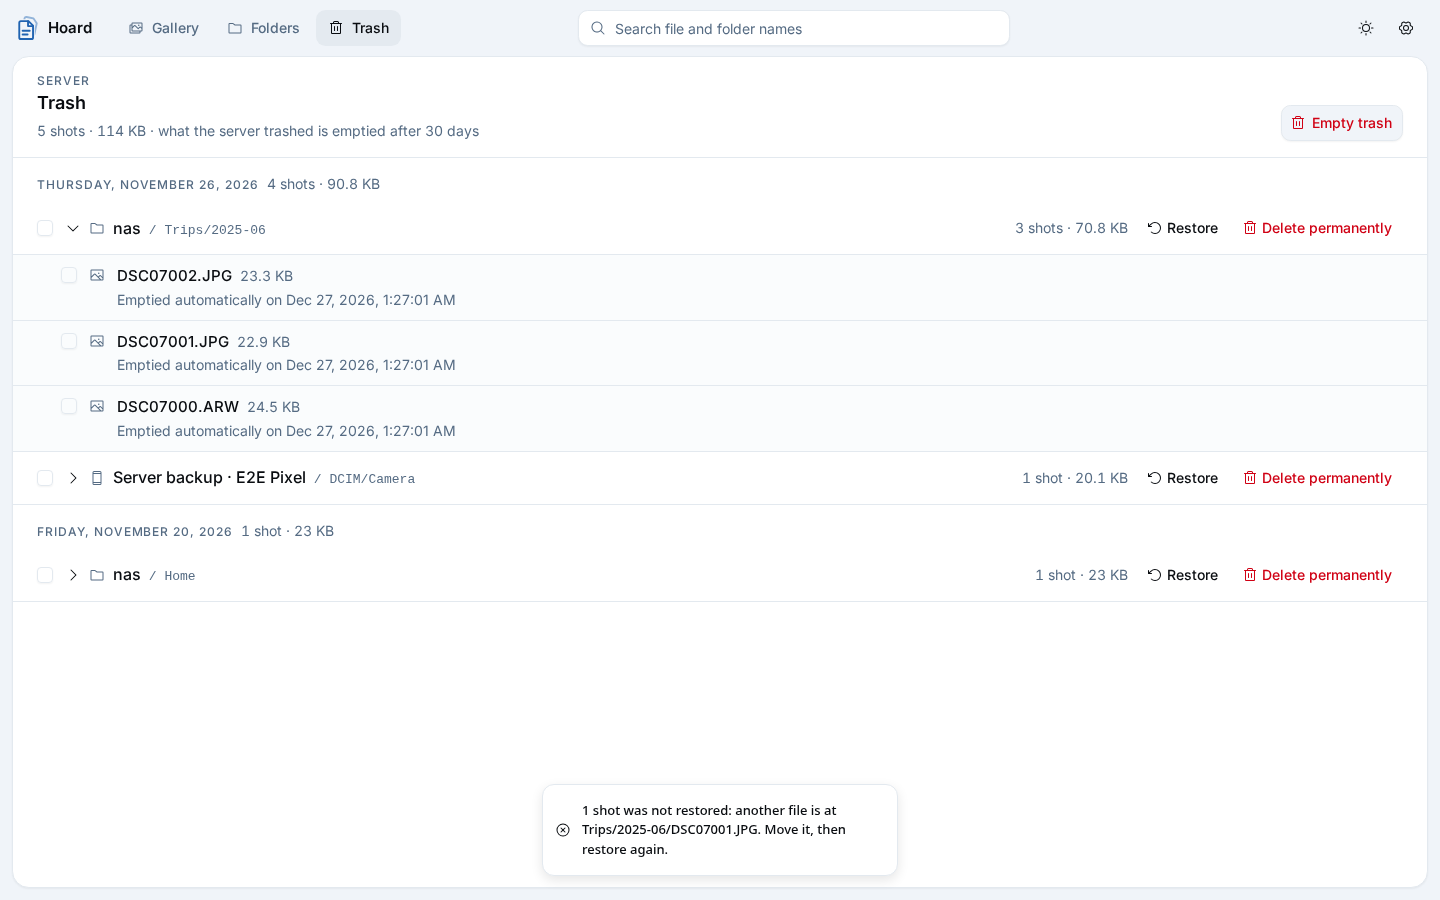 Hoard
Gallery
Folders
Trash
Search file and folder names
SERVER
Trash
5 shots · 114 KB · what the server trashed is emptied after 30 days
Empty trash
THURSDAY, NOVEMBER 26, 2026 4 shots · 90.8 KB
nas / Trips/2025-06 3 shots · 70.8 KB Restore Delete permanently
DSC07002.JPG 23.3 KB
Emptied automatically on Dec 27, 2026, 1:27:01 AM
DSC07001.JPG 22.9 KB
Emptied automatically on Dec 27, 2026, 1:27:01 AM
DSC07000.ARW 24.5 KB
Emptied automatically on Dec 27, 2026, 1:27:01 AM
Server backup · E2E Pixel / DCIM/Camera 1 shot · 20.1 KB Restore Delete permanently
FRIDAY, NOVEMBER 20, 2026 1 shot · 23 KB
nas / Home 1 shot · 23 KB Restore Delete permanently
1 shot was not restored: another file is at
Trips/2025-06/DSC07001.JPG. Move it, then
restore again.